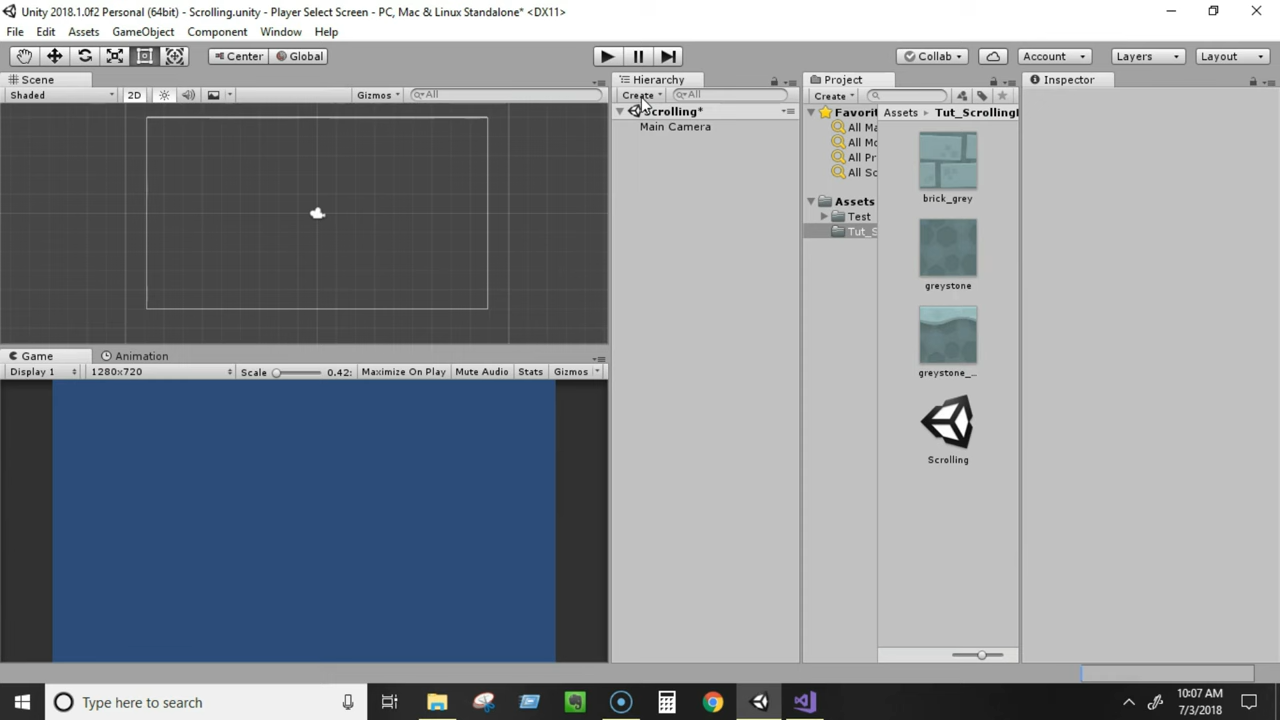 Unity 2018.1.0f2 Personal (64bit) - Scrolling.unity - Player Select Screen - PC, Mac & Linux Standalone* <DX11>
File Edit Assets GameObject Component Window Help
Center Global Collab Account Layers Layout
Scene
Shaded 2D Gizmos All
Hierarchy
Create All
Scrolling*
Main Camera
Project
Create
Favorit
All Ma
All Mo
All Pr
All Sc
Assets
Test
Tut_S
Assets Tut_Scrolling
brick_grey
greystone
greystone_...
Scrolling
Inspector
Game Animation
Display 1 1280x720 Scale 0.42: Maximize On Play Mute Audio Stats Gizmos
Type here to search
10:07 AM
7/3/2018